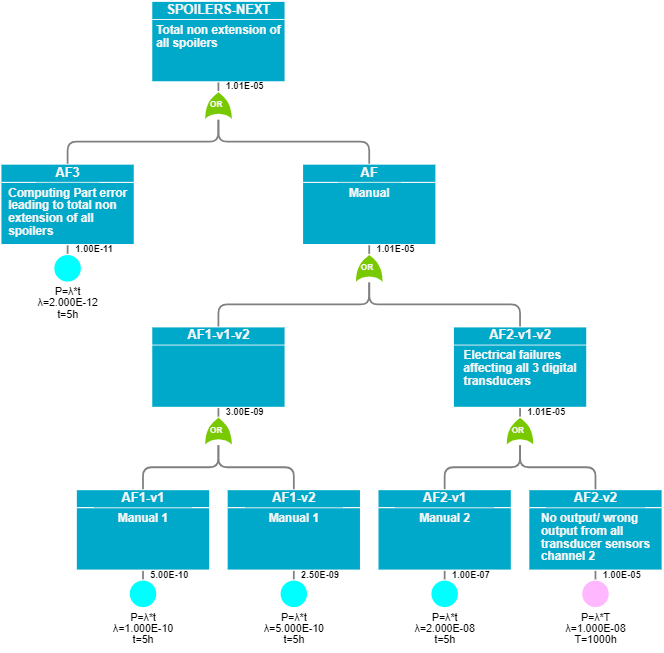 SPOILERS-NEXT
Total non extension of
all spoilers
1.01E-05
OR
AF3
Computing Part error
leading to total non
extension of all
spoilers
1.00E-11
P=λ*t
λ=2.000E-12
t=5h
AF
Manual
1.01E-05
OR
AF1-v1-v2
3.00E-09
OR
AF2-v1-v2
Electrical failures
affecting all 3 digital
transducers
1.01E-05
OR
AF1-v1
Manual 1
5.00E-10
P=λ*t
λ=1.000E-10
t=5h
AF1-v2
Manual 1
2.50E-09
P=λ*t
λ=5.000E-10
t=5h
AF2-v1
Manual 2
1.00E-07
P=λ*t
λ=2.000E-08
t=5h
AF2-v2
No output/ wrong
output from all
transducer sensors
channel 2
1.00E-05
P=λ*T
λ=1.000E-08
T=1000h